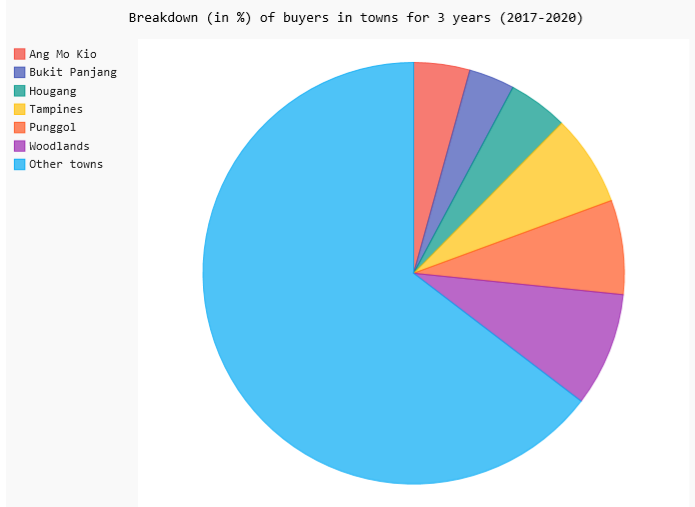 Breakdown (in %) of buyers in towns for 3 years (2017-2020)
Ang Mo Kio
Bukit Panjang
Hougang
Tampines
Punggol
Woodlands
Other towns